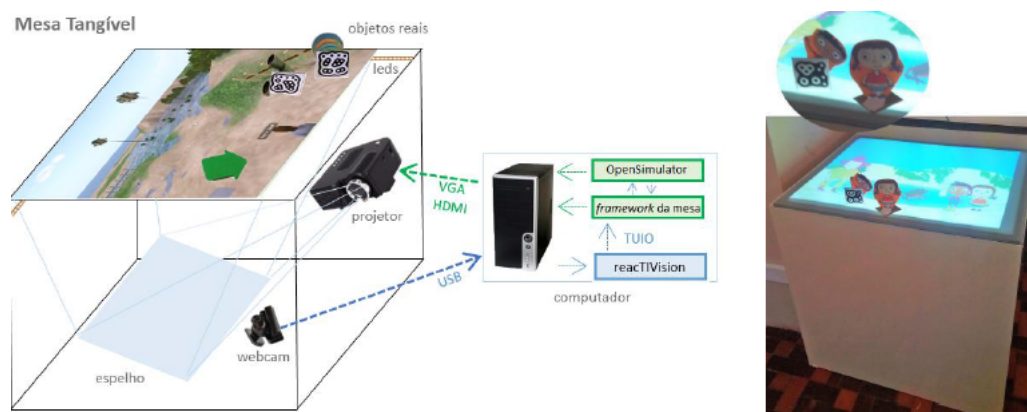 Mesa Tangível
objetos reais
leds
projetor
VGA
HDMI
USB
webcam
espelho
OpenSimulator
framework da mesa
TUIO
reacTIVision
computador